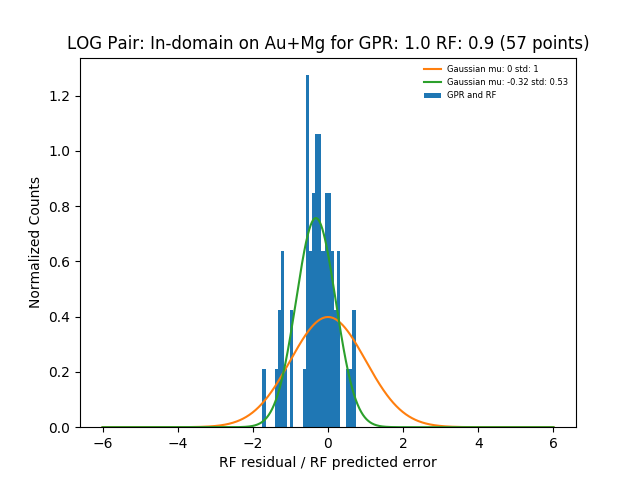 LOG Pair: In-domain on Au+Mg for GPR: 1.0 RF: 0.9 (57 points)
Gaussian mu: 0 std: 1
Gaussian mu: -0.32 std: 0.53
GPR and RF
Normalized Counts
1.2
1.0
0.8
0.6
0.4
0.2
0.0
−6 −4 −2 0 2 4 6
RF residual / RF predicted error